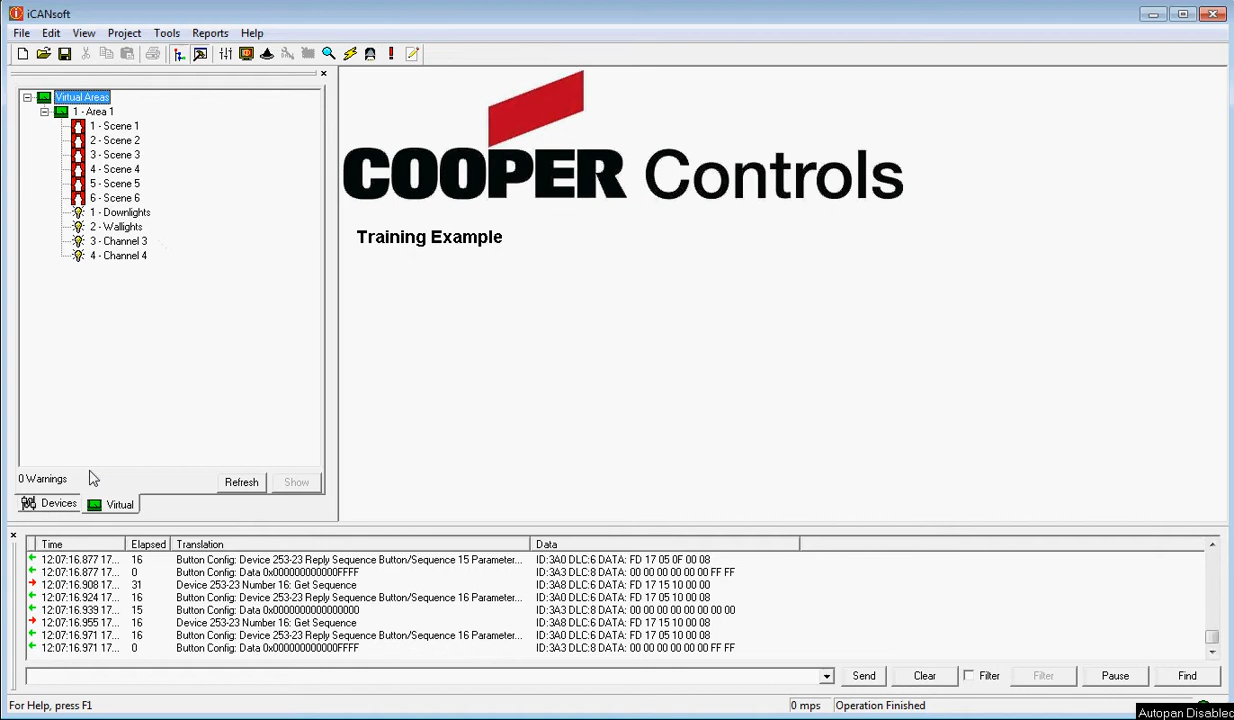 iCANsoft
File Edit View Project Tools Reports Help
Virtual Areas
1 - Area 1
1 - Scene 1
2 - Scene 2
3 - Scene 3
4 - Scene 4
5 - Scene 5
6 - Scene 6
1 - Downlights
2 - Wallights
3 - Channel 3
4 - Channel 4
0 Warnings
Refresh Show
Devices Virtual
COOPER Controls
Training Example
Time Elapsed Translation Data
12:07:16.877 17... 16 Button Config: Device 253-23 Reply Sequence Button/Sequence 15 Parameter... ID:3A0 DLC:6 DATA: FD 17 05 0F 00 08
12:07:16.877 17... 0 Button Config: Data 0x000000000000FFFF ID:3A3 DLC:8 DATA: 00 00 00 00 00 00 FF FF
12:07:16.908 17... 31 Device 253-23 Number 16: Get Sequence ID:3A8 DLC:6 DATA: FD 17 15 10 00 00
12:07:16.924 17... 16 Button Config: Device 253-23 Reply Sequence Button/Sequence 16 Parameter... ID:3A0 DLC:6 DATA: FD 17 05 10 00 08
12:07:16.939 17... 15 Button Config: Data 0x0000000000000000 ID:3A3 DLC:8 DATA: 00 00 00 00 00 00 00 00
12:07:16.955 17... 16 Device 253-23 Number 16: Get Sequence ID:3A8 DLC:6 DATA: FD 17 15 10 00 08
12:07:16.971 17... 16 Button Config: Device 253-23 Reply Sequence Button/Sequence 16 Parameter... ID:3A0 DLC:6 DATA: FD 17 05 10 00 08
12:07:16.971 17... 0 Button Config: Data 0x000000000000FFFF ID:3A3 DLC:8 DATA: 00 00 00 00 00 00 FF FF
Send Clear Filter Filter Pause Find
For Help, press F1 0 mps Operation Finished
Autopan Disabled